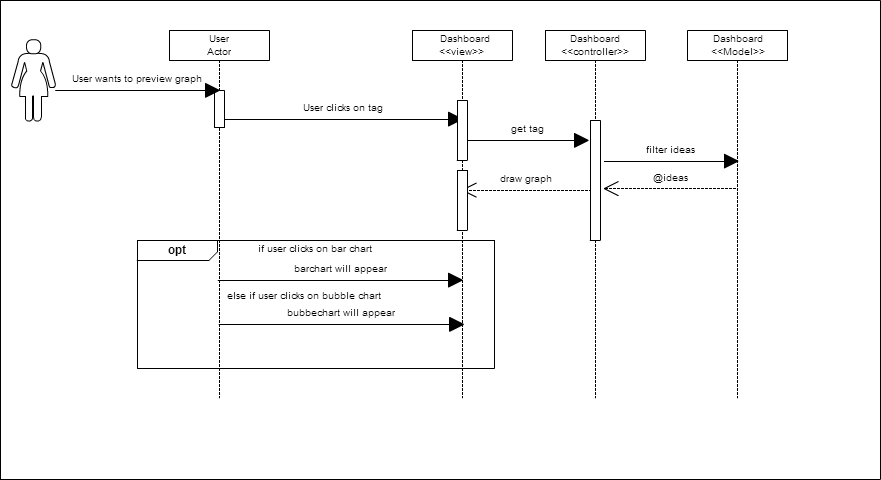 User
Actor
Dashboard
<<view>>
Dashboard
<<controller>>
Dashboard
<<Model>>
User wants to preview graph
User clicks on tag
get tag
filter ideas
@ideas
draw graph
opt
if user clicks on bar chart
barchart will appear
else if user clicks on bubble chart
bubbechart will appear